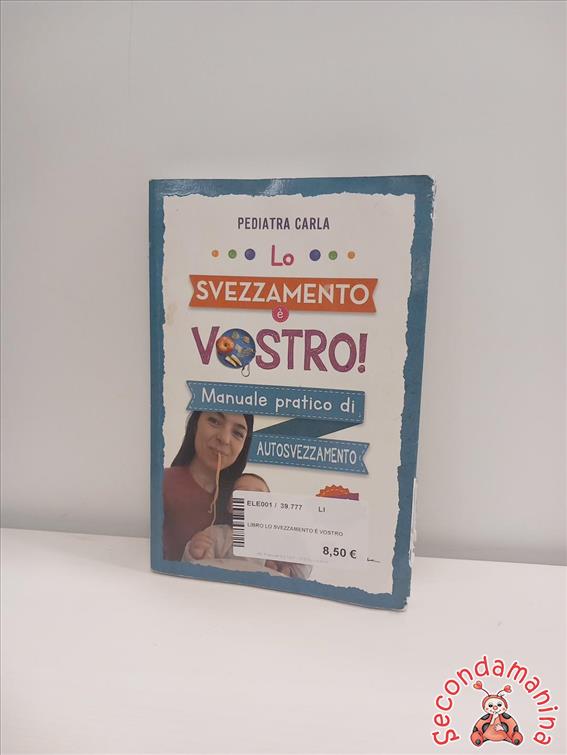 PEDIATRA CARLA
Lo
SVEZZAMENTO
è
VOSTRO!
Manuale pratico di
AUTOSVEZZAMENTO
ELE001 / 39.777 LI
LIBRO LO SVEZZAMENTO È VOSTRO
8,50 €
Secondamanina